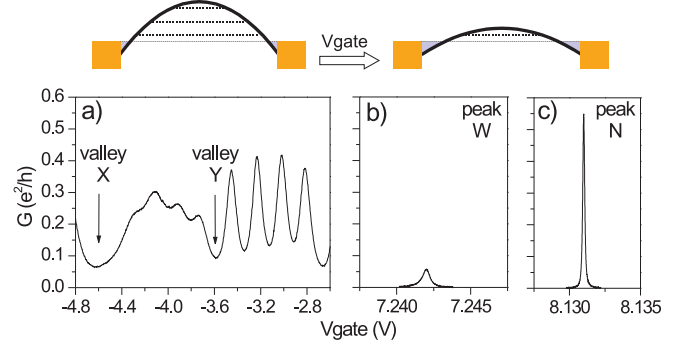 Vgate
a)
b)
c)
peak
W
peak
N
valley
X
valley
Y
G (e²/h)
0.6
0.5
0.4
0.3
0.2
0.1
0.0
-4.8 -4.4 -4.0 -3.6 -3.2 -2.8
7.240 7.245
8.130 8.135
Vgate (V)